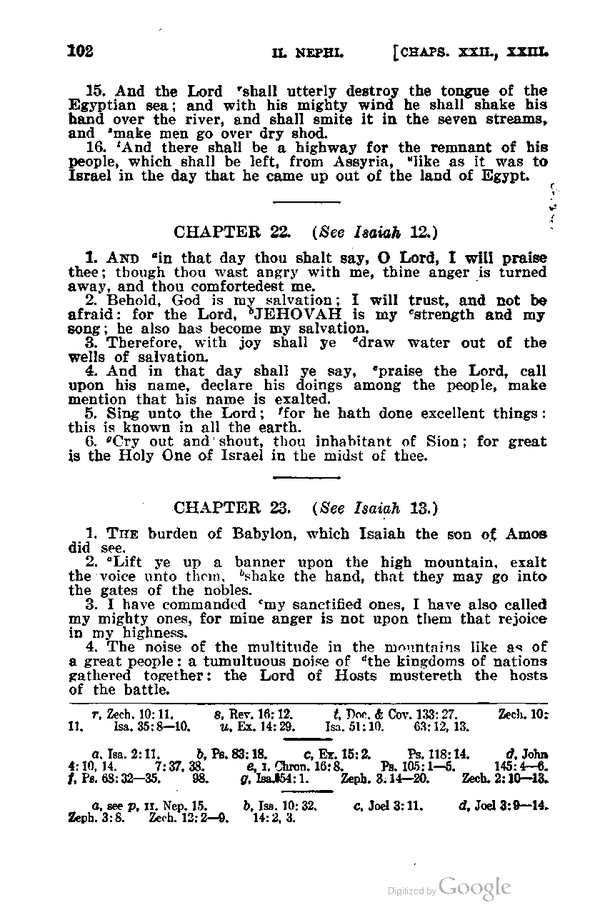 102 II. NEPHI. [CHAPS. XXII., XXIII.
15. And the Lord ʳshall utterly destroy the tongue of the
Egyptian sea; and with his mighty wind he shall shake his
hand over the river, and shall smite it in the seven streams,
and ˢmake men go over dry shod.
16. ᵗAnd there shall be a highway for the remnant of his
people, which shall be left, from Assyria, ᵘlike as it was to
Israel in the day that he came up out of the land of Egypt.
CHAPTER 22. (See Isaiah 12.)
1. AND ᵃin that day thou shalt say, O Lord, I will praise
thee; though thou wast angry with me, thine anger is turned
away, and thou comfortedest me.
2. Behold, God is my salvation; I will trust, and not be
afraid: for the Lord, ᵇJEHOVAH is my ᶜstrength and my
song; he also has become my salvation.
3. Therefore, with joy shall ye ᵈdraw water out of the
wells of salvation.
4. And in that day shall ye say, ᵉpraise the Lord, call
upon his name, declare his doings among the people, make
mention that his name is exalted.
5. Sing unto the Lord; ᶠfor he hath done excellent things:
this is known in all the earth.
6. ᵍCry out and shout, thou inhabitant of Sion; for great
is the Holy One of Israel in the midst of thee.
CHAPTER 23. (See Isaiah 13.)
1. THE burden of Babylon, which Isaiah the son of Amos
did see.
2. ᵃLift ye up a banner upon the high mountain, exalt
the voice unto them, ᵇshake the hand, that they may go into
the gates of the nobles.
3. I have commanded ᶜmy sanctified ones, I have also called
my mighty ones, for mine anger is not upon them that rejoice
in my highness.
4. The noise of the multitude in the mountains like as of
a great people: a tumultuous noise of ᵈthe kingdoms of nations
gathered together: the Lord of Hosts mustereth the hosts
of the battle.
r, Zech. 10:11. s, Rev. 16:12. t, Doc. & Cov. 133:27. Zech. 10:
11. Isa. 35:8—10. u, Ex. 14:29. Isa. 51:10. 63:12, 13.
a, Isa. 2:11. b, Ps. 83:18. c, Ex. 15:2. Ps. 118:14. d, John
4:10, 14. 7:37, 38. e, 1. Chron. 16:8. Ps. 105:1—5. 145:4—6.
f, Ps. 68:32—35. 98. g, Isa. 54:1. Zeph. 3:14—20. Zech. 2:10—13.
a, see p, II. Nep. 15. b, Isa. 10:32. c, Joel 3:11. d, Joel 3:9—14.
Zeph. 3:8. Zech. 12:2—9. 14:2, 3.
Digitized by Google